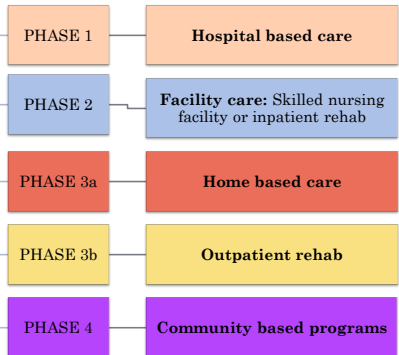 PHASE 1
Hospital based care
PHASE 2
Facility care: Skilled nursing
facility or inpatient rehab
PHASE 3a
Home based care
PHASE 3b
Outpatient rehab
PHASE 4
Community based programs